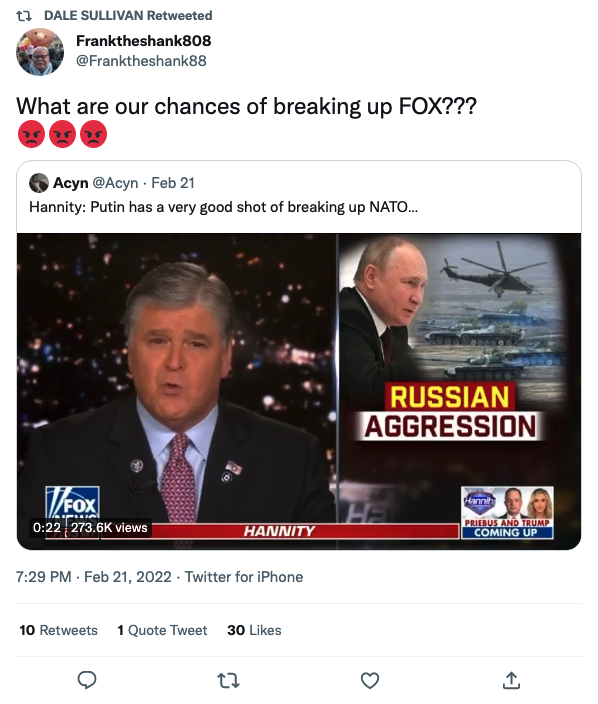 DALE SULLIVAN Retweeted
Franktheshank808
@Franktheshank88
What are our chances of breaking up FOX???
Acyn @Acyn · Feb 21
Hannity: Putin has a very good shot of breaking up NATO...
RUSSIAN
AGGRESSION
FOX
NEWS
0:22 273.6K views
HANNITY
Hannity
PRIEBUS AND TRUMP
COMING UP
7:29 PM · Feb 21, 2022 · Twitter for iPhone
10 Retweets 1 Quote Tweet 30 Likes